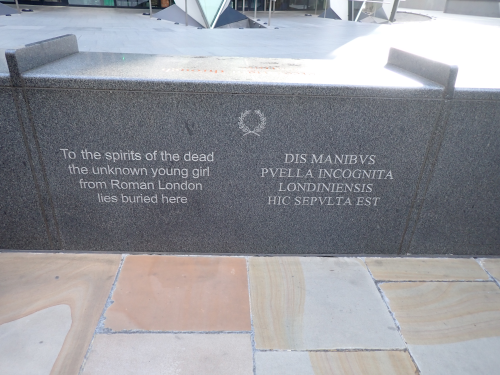 To the spirits of the dead
the unknown young girl
from Roman London
lies buried here
DIS MANIBVS
PVELLA INCOGNITA
LONDINIENSIS
HIC SEPVLTA EST